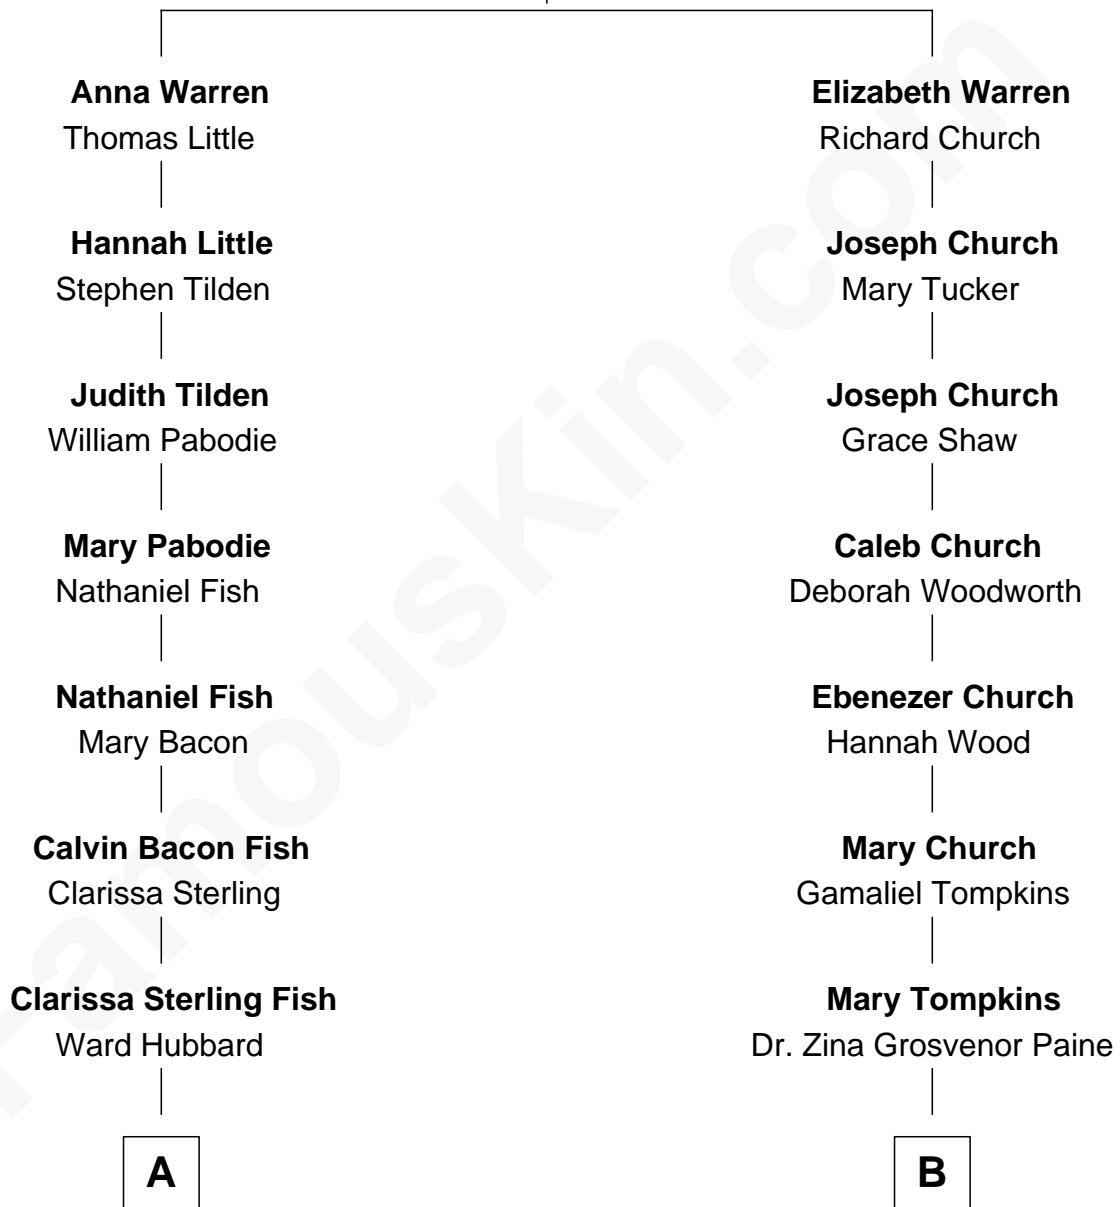 Anna Warren
Thomas Little
Hannah Little
Stephen Tilden
Judith Tilden
William Pabodie
Mary Pabodie
Nathaniel Fish
Nathaniel Fish
Mary Bacon
Calvin Bacon Fish
Clarissa Sterling
Clarissa Sterling Fish
Ward Hubbard
A
Elizabeth Warren
Richard Church
Joseph Church
Mary Tucker
Joseph Church
Grace Shaw
Caleb Church
Deborah Woodworth
Ebenezer Church
Hannah Wood
Mary Church
Gamaliel Tompkins
Mary Tompkins
Dr. Zina Grosvenor Paine
B
FamousKin.com